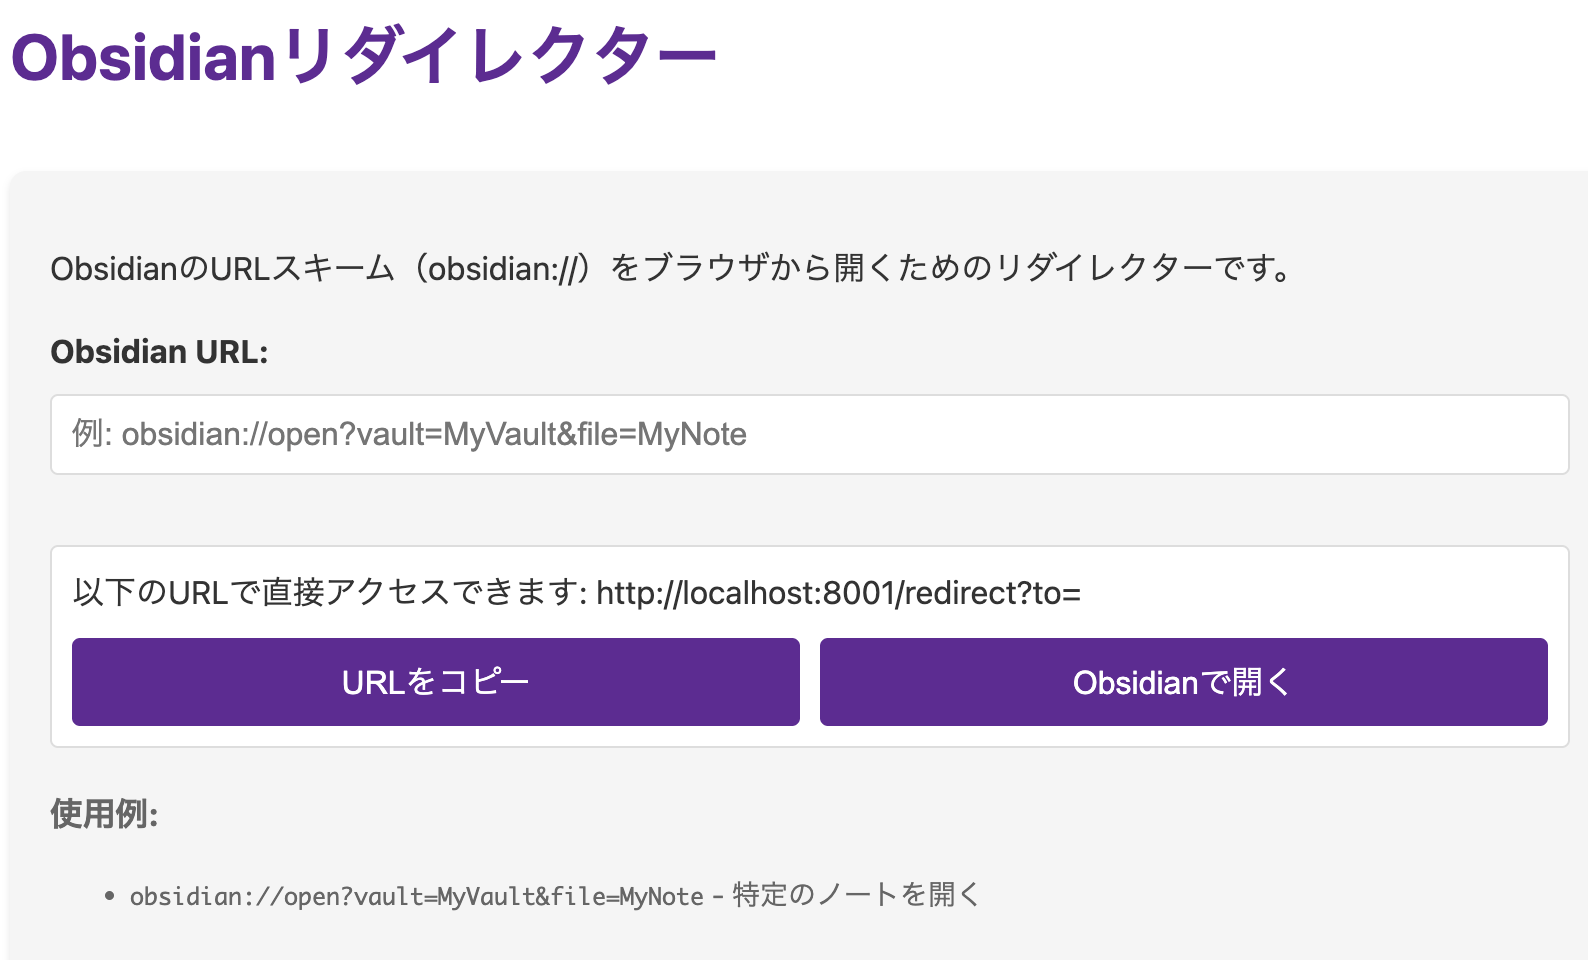 Obsidianリダイレクター
ObsidianのURLスキーム（obsidian://）をブラウザから開くためのリダイレクターです。
Obsidian URL:
例: obsidian://open?vault=MyVault&file=MyNote
以下のURLで直接アクセスできます: http://localhost:8001/redirect?to=
URLをコピー
Obsidianで開く
使用例:
• obsidian://open?vault=MyVault&file=MyNote - 特定のノートを開く